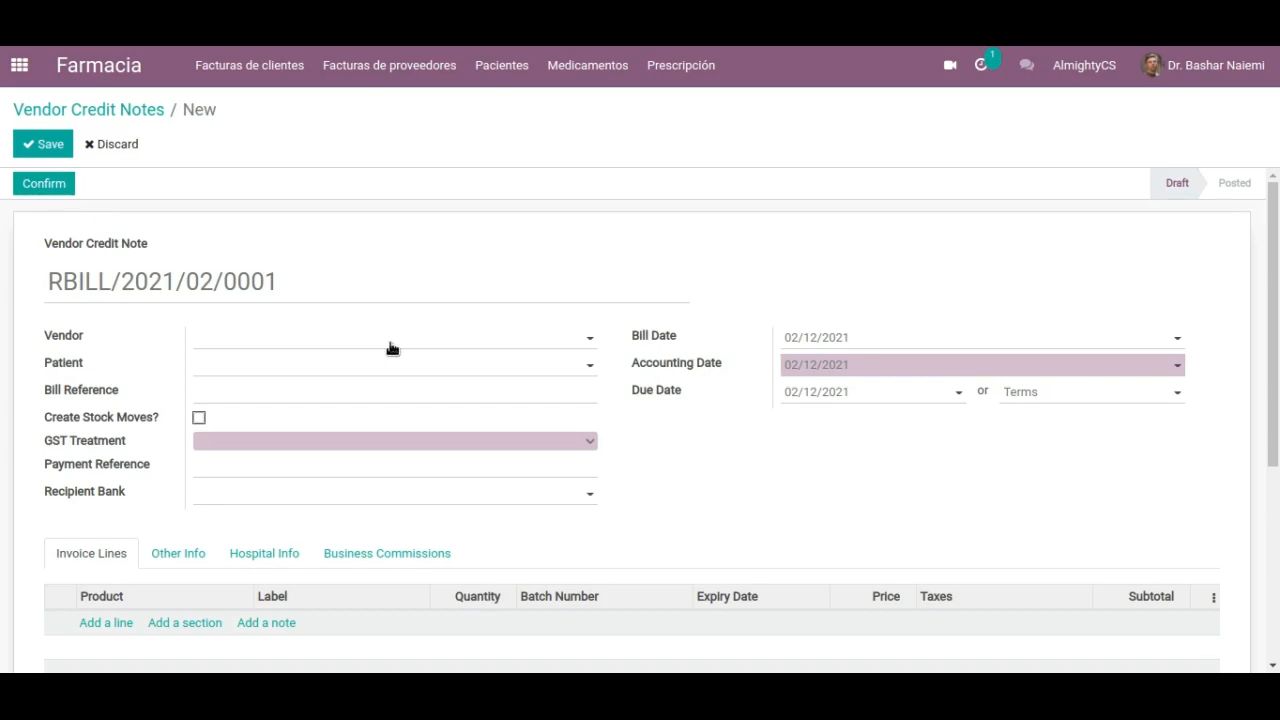 Farmacia Facturas de clientes Facturas de proveedores Pacientes Medicamentos Prescripción 1 AlmightyCS Dr. Bashar Naiemi
Vendor Credit Notes / New
Save Discard
Confirm Draft Posted
Vendor Credit Note
RBILL/2021/02/0001
Vendor Bill Date 02/12/2021
Patient Accounting Date 02/12/2021
Bill Reference Due Date 02/12/2021 or Terms
Create Stock Moves?
GST Treatment
Payment Reference
Recipient Bank
Invoice Lines Other Info Hospital Info Business Commissions
Product Label Quantity Batch Number Expiry Date Price Taxes Subtotal
Add a line Add a section Add a note